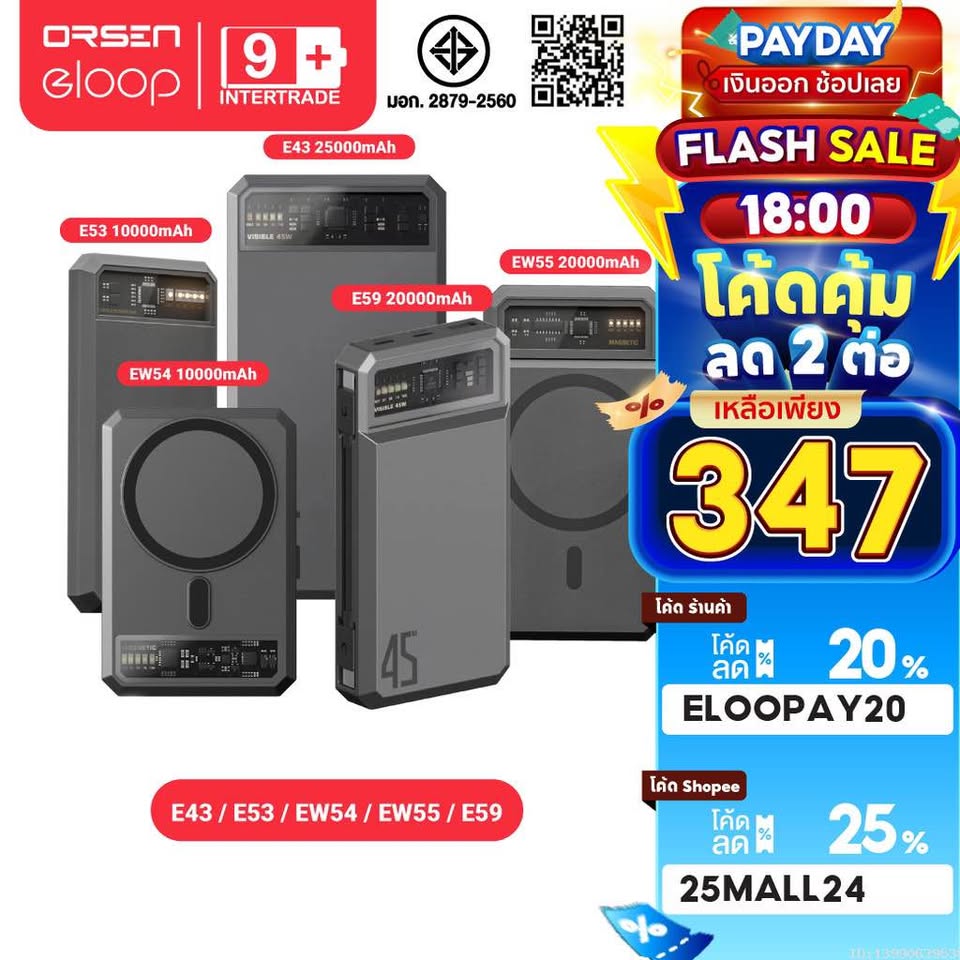 ORSEN
eloop
9+
INTERTRADE
มอก. 2879-2560
PAYDAY
เงินออก ช้อปเลย
FLASH SALE
18:00
โค้ดคุ้ม
ลด 2 ต่อ
เหลือเพียง
347
E43 25000mAh
E53 10000mAh
EW55 20000mAh
E59 20000mAh
EW54 10000mAh
VISIBLE 45W
MAGNETIC
VISIBLE 45W
MAGNETIC
45
%
โค้ด ร้านค้า
โค้ด
ลด % 20%
ELOOPAY20
โค้ด Shopee
โค้ด
ลด % 25%
25MALL24
%
E43 / E53 / EW54 / EW55 / E59